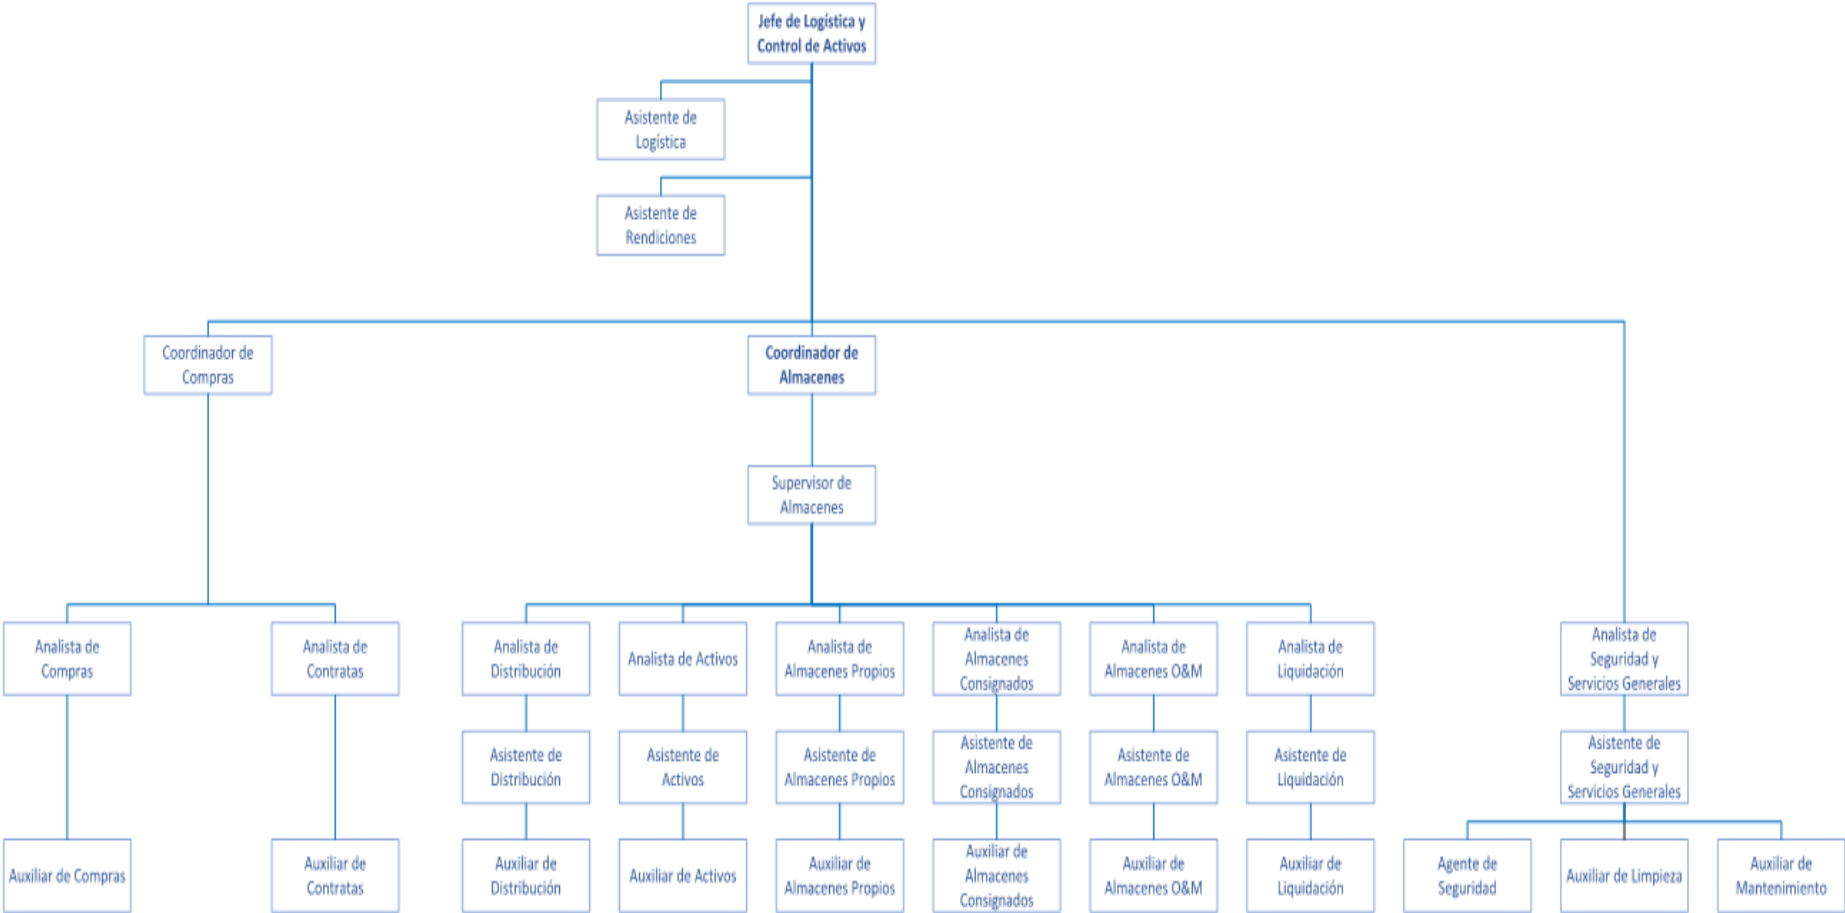 Jefe de Logística y
Control de Activos
Asistente de
Logística
Asistente de
Rendiciones
Coordinador de
Compras
Coordinador de
Almacenes
Supervisor de
Almacenes
Analista de
Compras
Analista de
Contratas
Analista de
Distribución
Analista de Activos
Analista de
Almacenes Propios
Analista de
Almacenes
Consignados
Analista de
Almacenes O&M
Analista de
Liquidación
Analista de
Seguridad y
Servicios Generales
Asistente de
Distribución
Asistente de
Activos
Asistente de
Almacenes Propios
Asistente de
Almacenes
Consignados
Asistente de
Almacenes O&M
Asistente de
Liquidación
Asistente de
Seguridad y
Servicios Generales
Auxiliar de Compras
Auxiliar de
Contratas
Auxiliar de
Distribución
Auxiliar de Activos
Auxiliar de
Almacenes Propios
Auxiliar de
Almacenes
Consignados
Auxiliar de
Almacenes O&M
Auxiliar de
Liquidación
Agente de
Seguridad
Auxiliar de Limpieza
Auxiliar de
Mantenimiento